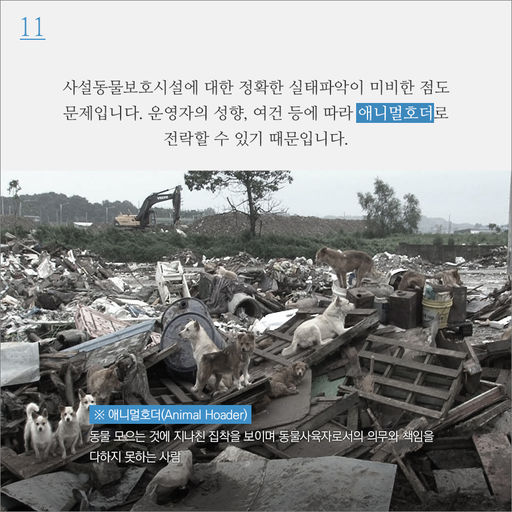 11
사설동물보호시설에 대한 정확한 실태파악이 미비한 점도
문제입니다. 운영자의 성향, 여건 등에 따라 애니멀호더로
전락할 수 있기 때문입니다.
※ 애니멀호더(Animal Hoader)
동물 모으는 것에 지나친 집착을 보이며 동물사육자로서의 의무와 책임을
다하지 못하는 사람